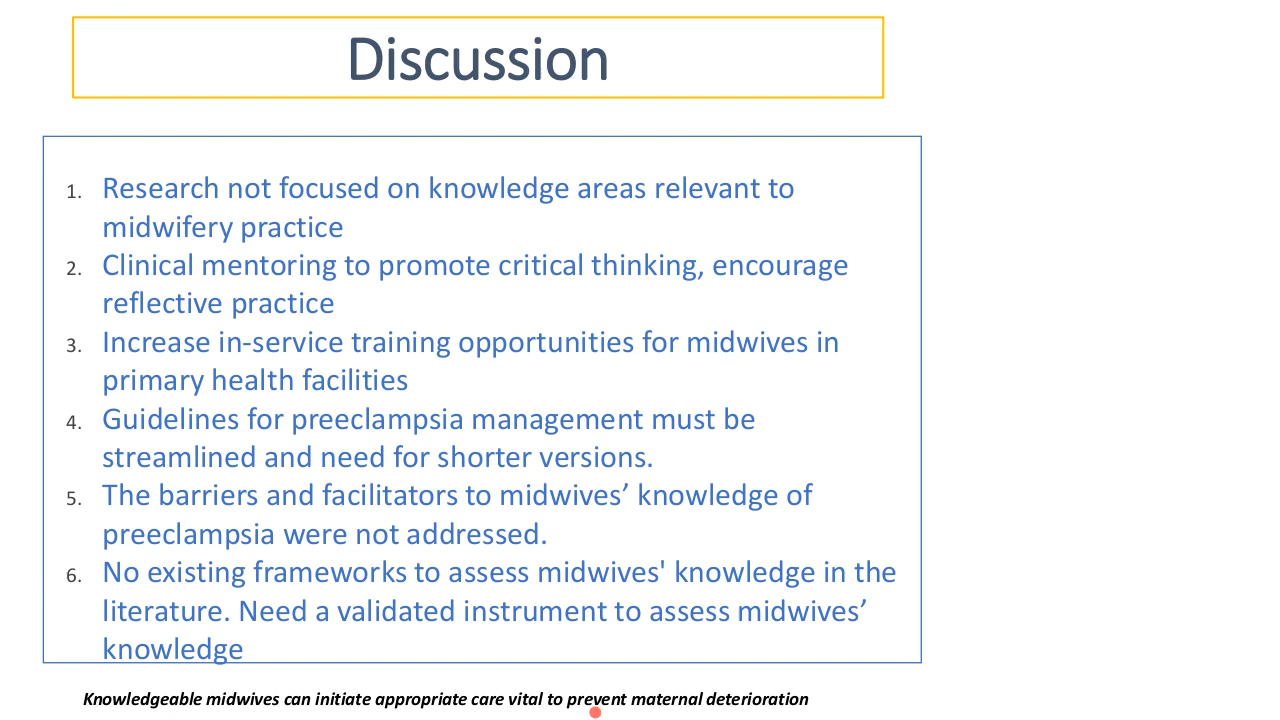 Discussion
1. Research not focused on knowledge areas relevant to
midwifery practice
2. Clinical mentoring to promote critical thinking, encourage
reflective practice
3. Increase in-service training opportunities for midwives in
primary health facilities
4. Guidelines for preeclampsia management must be
streamlined and need for shorter versions.
5. The barriers and facilitators to midwives’ knowledge of
preeclampsia were not addressed.
6. No existing frameworks to assess midwives' knowledge in the
literature. Need a validated instrument to assess midwives’
knowledge
Knowledgeable midwives can initiate appropriate care vital to prevent maternal deterioration